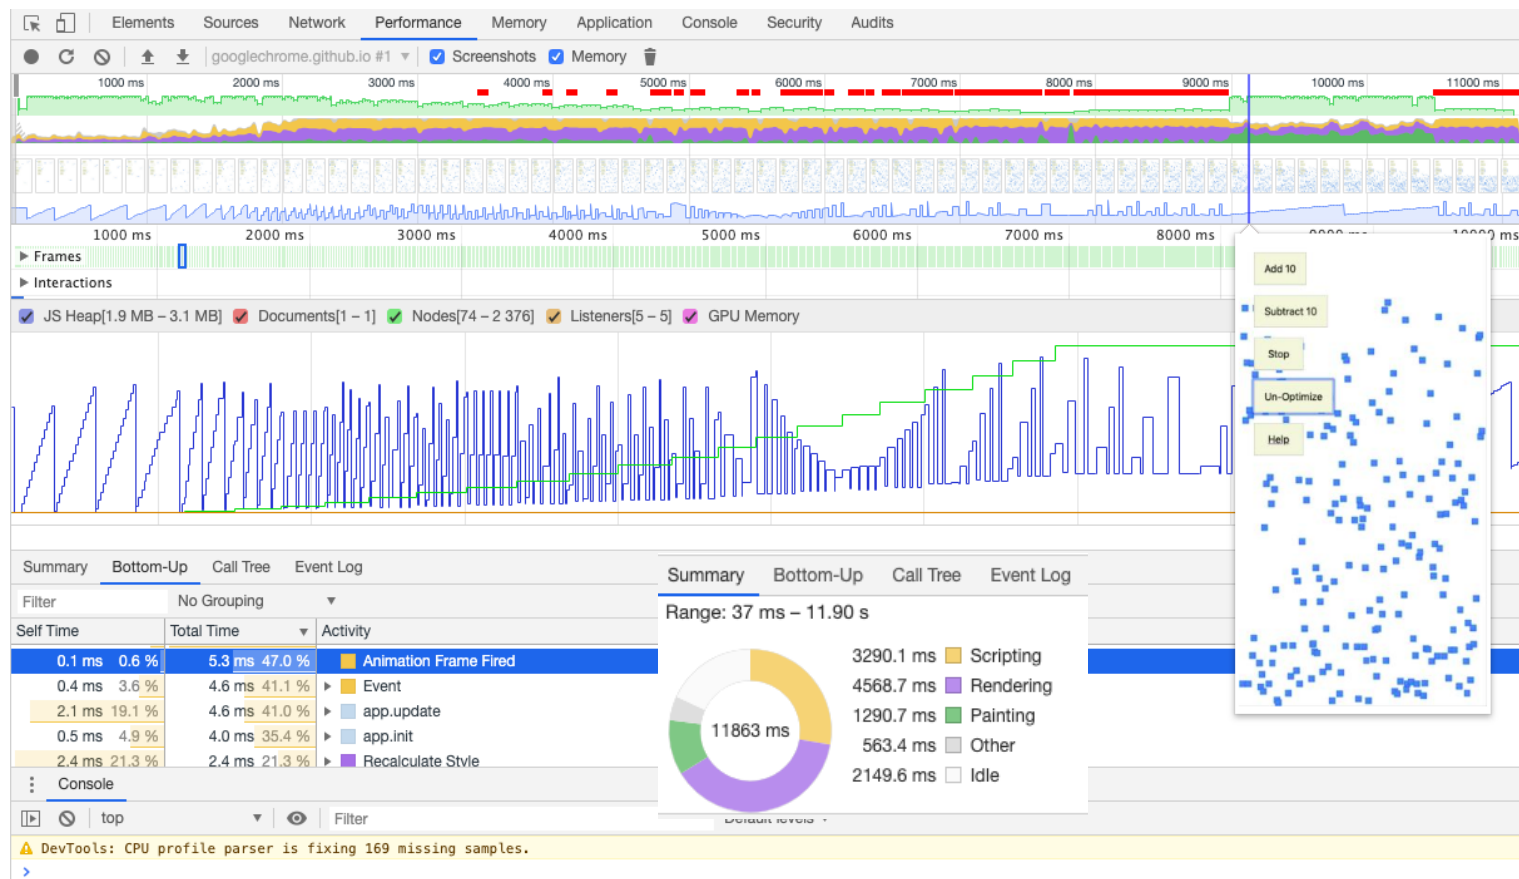 Elements Sources Network Performance Memory Application Console Security Audits
googlechrome.github.io #1 ▼ Screenshots Memory
1000 ms 2000 ms 3000 ms 4000 ms 5000 ms 6000 ms 7000 ms 8000 ms 9000 ms 10000 ms 11000 ms
1000 ms 2000 ms 3000 ms 4000 ms 5000 ms 6000 ms 7000 ms 8000 ms 9000 ms 10000 ms
Frames
Interactions
JS Heap[1.9 MB – 3.1 MB] Documents[1 – 1] Nodes[74 – 2 376] Listeners[5 – 5] GPU Memory
Add 10
Subtract 10
Stop
Un-Optimize
Help
Summary Bottom-Up Call Tree Event Log
Filter No Grouping ▼
Self Time Total Time ▼ Activity
0.1 ms 0.6 % 5.3 ms 47.0 % Animation Frame Fired
0.4 ms 3.6 % 4.6 ms 41.1 % Event
2.1 ms 19.1 % 4.6 ms 41.0 % app.update
0.5 ms 4.9 % 4.0 ms 35.4 % app.init
2.4 ms 21.3 % 2.4 ms 21.3 % Recalculate Style
Summary Bottom-Up Call Tree Event Log
Range: 37 ms – 11.90 s
11863 ms
3290.1 ms Scripting
4568.7 ms Rendering
1290.7 ms Painting
563.4 ms Other
2149.6 ms Idle
Console
top ▼ Filter Default levels
DevTools: CPU profile parser is fixing 169 missing samples.